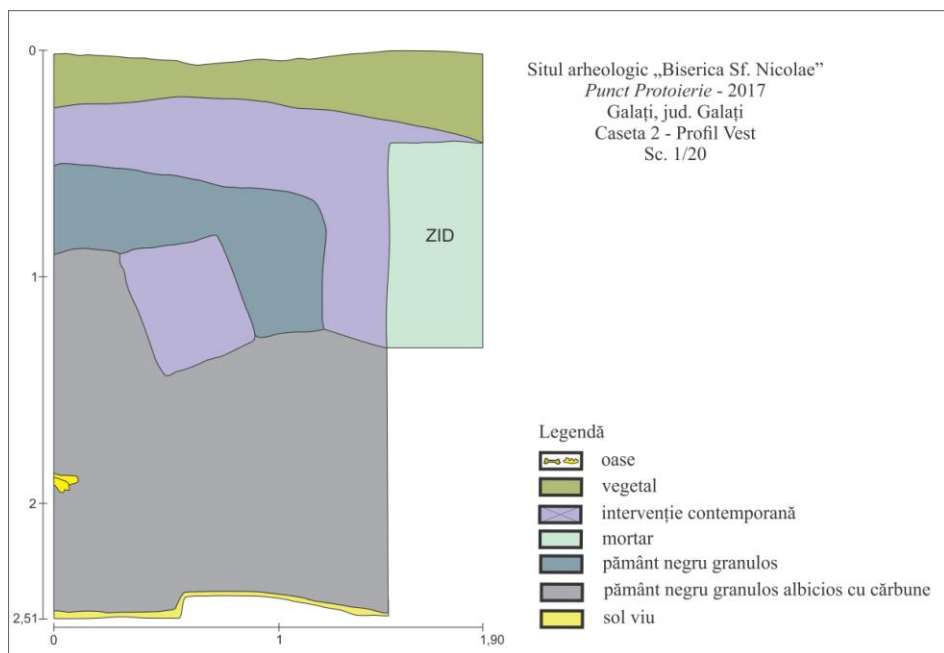 0
1
2
2,51
0
1
1,90
ZID
Situl arheologic „Biserica Sf. Nicolae”
Punct Protoierie - 2017
Galați, jud. Galați
Caseta 2 - Profil Vest
Sc. 1/20
Legendă
oase
vegetal
intervenție contemporană
mortar
pământ negru granulos
pământ negru granulos albicios cu cărbune
sol viu